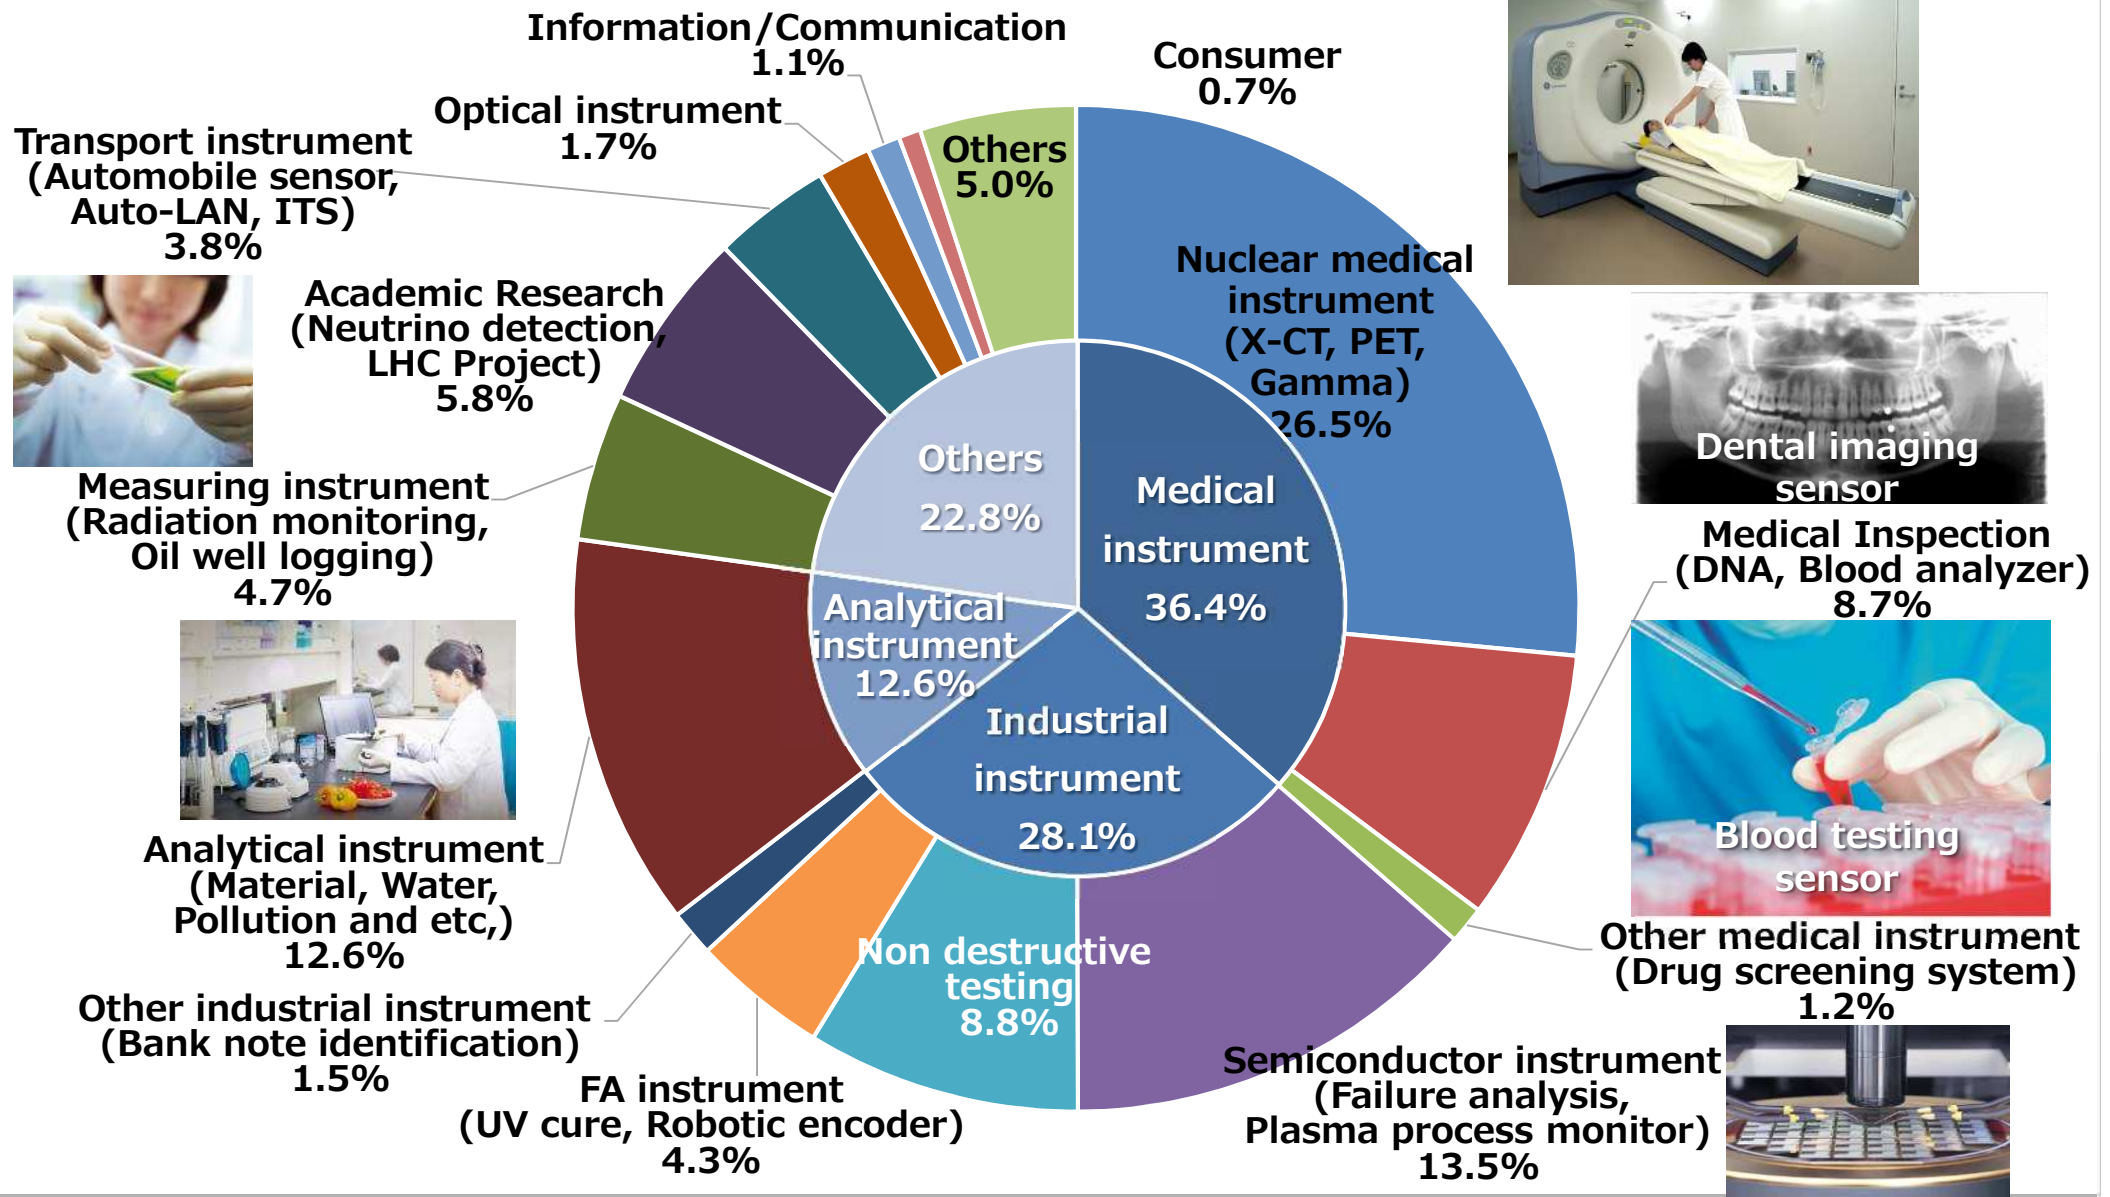 Information/Communication
1.1%
Consumer
0.7%
Optical instrument
1.7%
Transport instrument
(Automobile sensor,
Auto-LAN, ITS)
3.8%
Others
5.0%
Nuclear medical
instrument
(X-CT, PET,
Gamma)
26.5%
Academic Research
(Neutrino detection,
LHC Project)
5.8%
Dental imaging
sensor
Others
22.8%
Medical
instrument
36.4%
Measuring instrument
(Radiation monitoring,
Oil well logging)
4.7%
Medical Inspection
(DNA, Blood analyzer)
8.7%
Analytical
instrument
12.6%
Industrial
instrument
28.1%
Blood testing
sensor
Analytical instrument
(Material, Water,
Pollution and etc,)
12.6%
Other medical instrument
(Drug screening system)
1.2%
Non destructive
testing
8.8%
Other industrial instrument
(Bank note identification)
1.5%
FA instrument
(UV cure, Robotic encoder)
4.3%
Semiconductor instrument
(Failure analysis,
Plasma process monitor)
13.5%